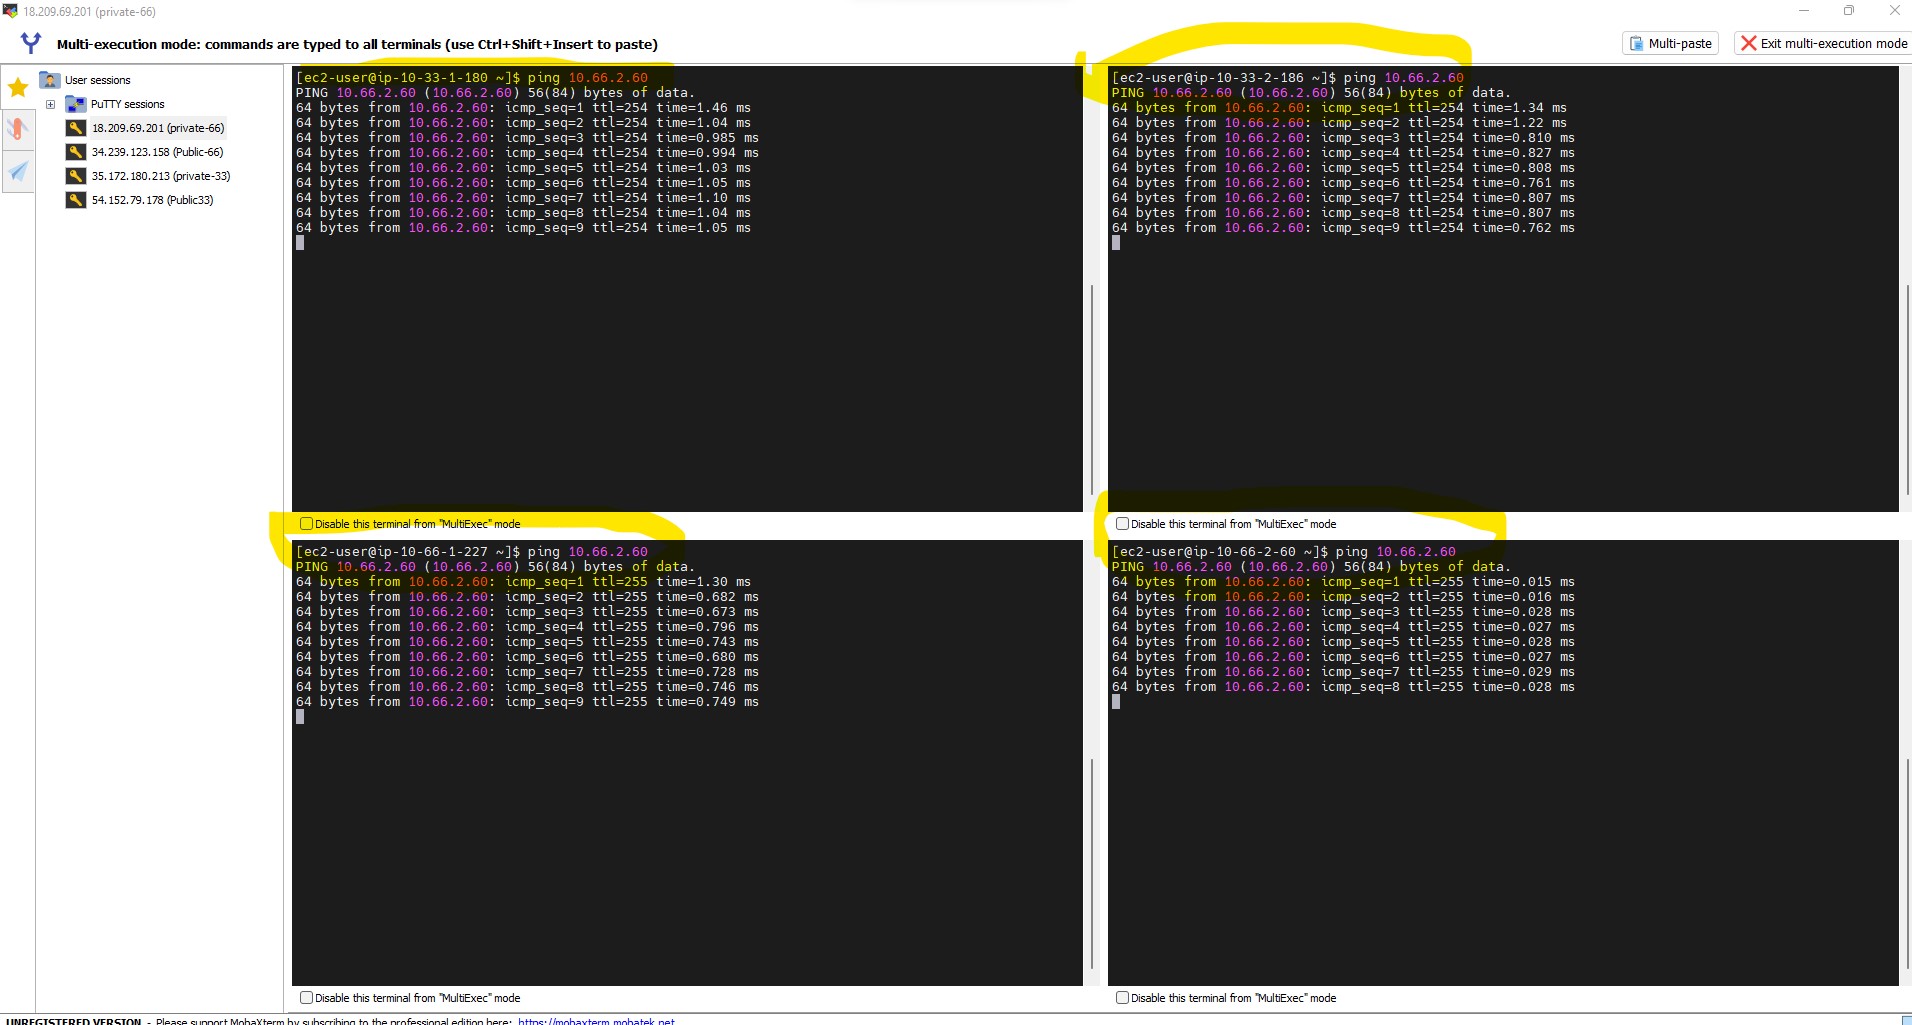 18.209.69.201 (private-66)
Multi-execution mode: commands are typed to all terminals (use Ctrl+Shift+Insert to paste)
Multi-paste
Exit multi-execution mode
User sessions
PuTTY sessions
18.209.69.201 (private-66)
34.239.123.158 (Public-66)
35.172.180.213 (private-33)
54.152.79.178 (Public33)
[ec2-user@ip-10-33-1-180 ~]$ ping 10.66.2.60
PING 10.66.2.60 (10.66.2.60) 56(84) bytes of data.
64 bytes from 10.66.2.60: icmp_seq=1 ttl=254 time=1.46 ms
64 bytes from 10.66.2.60: icmp_seq=2 ttl=254 time=1.04 ms
64 bytes from 10.66.2.60: icmp_seq=3 ttl=254 time=0.985 ms
64 bytes from 10.66.2.60: icmp_seq=4 ttl=254 time=0.994 ms
64 bytes from 10.66.2.60: icmp_seq=5 ttl=254 time=1.03 ms
64 bytes from 10.66.2.60: icmp_seq=6 ttl=254 time=1.05 ms
64 bytes from 10.66.2.60: icmp_seq=7 ttl=254 time=1.10 ms
64 bytes from 10.66.2.60: icmp_seq=8 ttl=254 time=1.04 ms
64 bytes from 10.66.2.60: icmp_seq=9 ttl=254 time=1.05 ms
Disable this terminal from "MultiExec" mode
[ec2-user@ip-10-33-2-186 ~]$ ping 10.66.2.60
PING 10.66.2.60 (10.66.2.60) 56(84) bytes of data.
64 bytes from 10.66.2.60: icmp_seq=1 ttl=254 time=1.34 ms
64 bytes from 10.66.2.60: icmp_seq=2 ttl=254 time=1.22 ms
64 bytes from 10.66.2.60: icmp_seq=3 ttl=254 time=0.810 ms
64 bytes from 10.66.2.60: icmp_seq=4 ttl=254 time=0.827 ms
64 bytes from 10.66.2.60: icmp_seq=5 ttl=254 time=0.808 ms
64 bytes from 10.66.2.60: icmp_seq=6 ttl=254 time=0.761 ms
64 bytes from 10.66.2.60: icmp_seq=7 ttl=254 time=0.807 ms
64 bytes from 10.66.2.60: icmp_seq=8 ttl=254 time=0.807 ms
64 bytes from 10.66.2.60: icmp_seq=9 ttl=254 time=0.762 ms
Disable this terminal from "MultiExec" mode
[ec2-user@ip-10-66-1-227 ~]$ ping 10.66.2.60
PING 10.66.2.60 (10.66.2.60) 56(84) bytes of data.
64 bytes from 10.66.2.60: icmp_seq=1 ttl=255 time=1.30 ms
64 bytes from 10.66.2.60: icmp_seq=2 ttl=255 time=0.682 ms
64 bytes from 10.66.2.60: icmp_seq=3 ttl=255 time=0.673 ms
64 bytes from 10.66.2.60: icmp_seq=4 ttl=255 time=0.796 ms
64 bytes from 10.66.2.60: icmp_seq=5 ttl=255 time=0.743 ms
64 bytes from 10.66.2.60: icmp_seq=6 ttl=255 time=0.680 ms
64 bytes from 10.66.2.60: icmp_seq=7 ttl=255 time=0.728 ms
64 bytes from 10.66.2.60: icmp_seq=8 ttl=255 time=0.746 ms
64 bytes from 10.66.2.60: icmp_seq=9 ttl=255 time=0.749 ms
Disable this terminal from "MultiExec" mode
[ec2-user@ip-10-66-2-60 ~]$ ping 10.66.2.60
PING 10.66.2.60 (10.66.2.60) 56(84) bytes of data.
64 bytes from 10.66.2.60: icmp_seq=1 ttl=255 time=0.015 ms
64 bytes from 10.66.2.60: icmp_seq=2 ttl=255 time=0.016 ms
64 bytes from 10.66.2.60: icmp_seq=3 ttl=255 time=0.028 ms
64 bytes from 10.66.2.60: icmp_seq=4 ttl=255 time=0.027 ms
64 bytes from 10.66.2.60: icmp_seq=5 ttl=255 time=0.028 ms
64 bytes from 10.66.2.60: icmp_seq=6 ttl=255 time=0.027 ms
64 bytes from 10.66.2.60: icmp_seq=7 ttl=255 time=0.029 ms
64 bytes from 10.66.2.60: icmp_seq=8 ttl=255 time=0.028 ms
Disable this terminal from "MultiExec" mode
UNREGISTERED VERSION - Please support MobaXterm by subscribing to the professional edition here: https://mobaxterm.mobatek.net